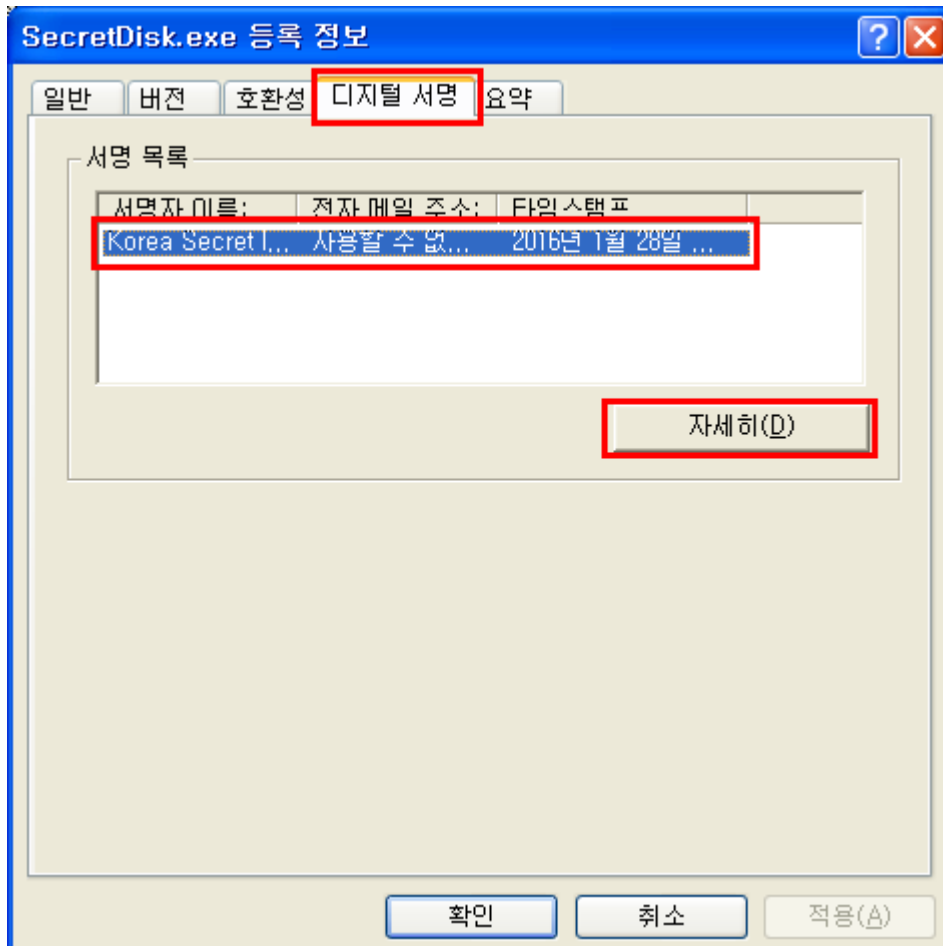 SecretDisk.exe 등록 정보
일반 버전 호환성 디지털 서명 요약
서명 목록
서명자 이름: 전자 메일 주소: 타임스탬프
Korea Secret I... 사용할 수 없... 2016년 1월 28일 ...
자세히(D)
확인 취소 적용(A)